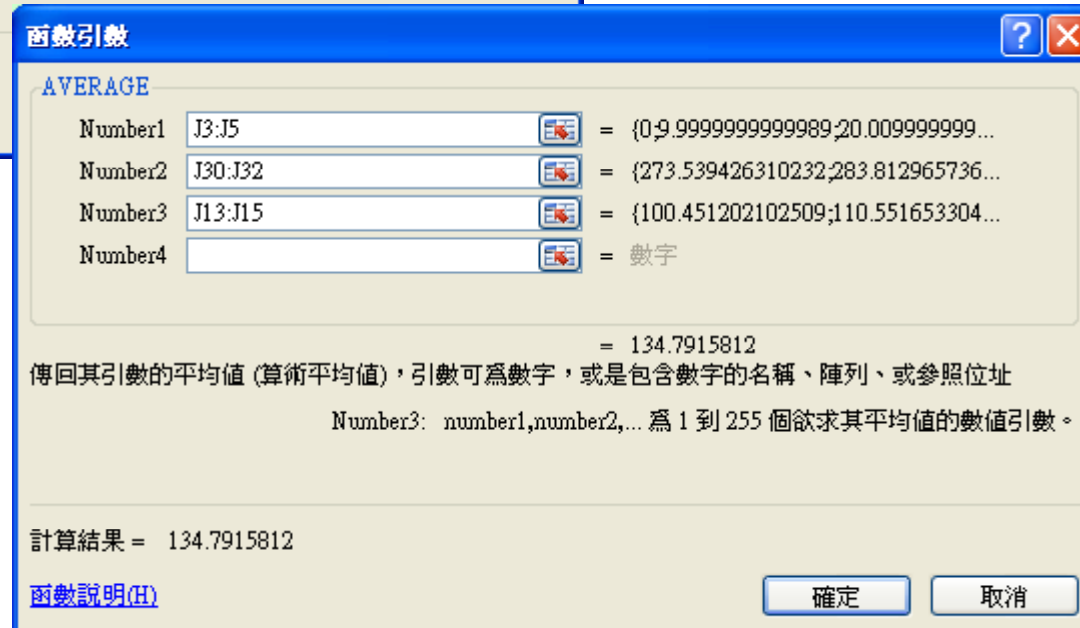 函數引數
AVERAGE
Number1 J3:J5 = {0;9.9999999999989;20.009999999...
Number2 J30:J32 = {273.539426310232;283.812965736...
Number3 J13:J15 = {100.451202102509;110.551653304...
Number4 = 數字
= 134.7915812
傳回其引數的平均值 (算術平均值)，引數可為數字，或是包含數字的名稱、陣列、或參照位址
Number3: number1,number2,... 為 1 到 255 個欲求其平均值的數值引數。
計算結果 = 134.7915812
函數說明(H)
確定 取消